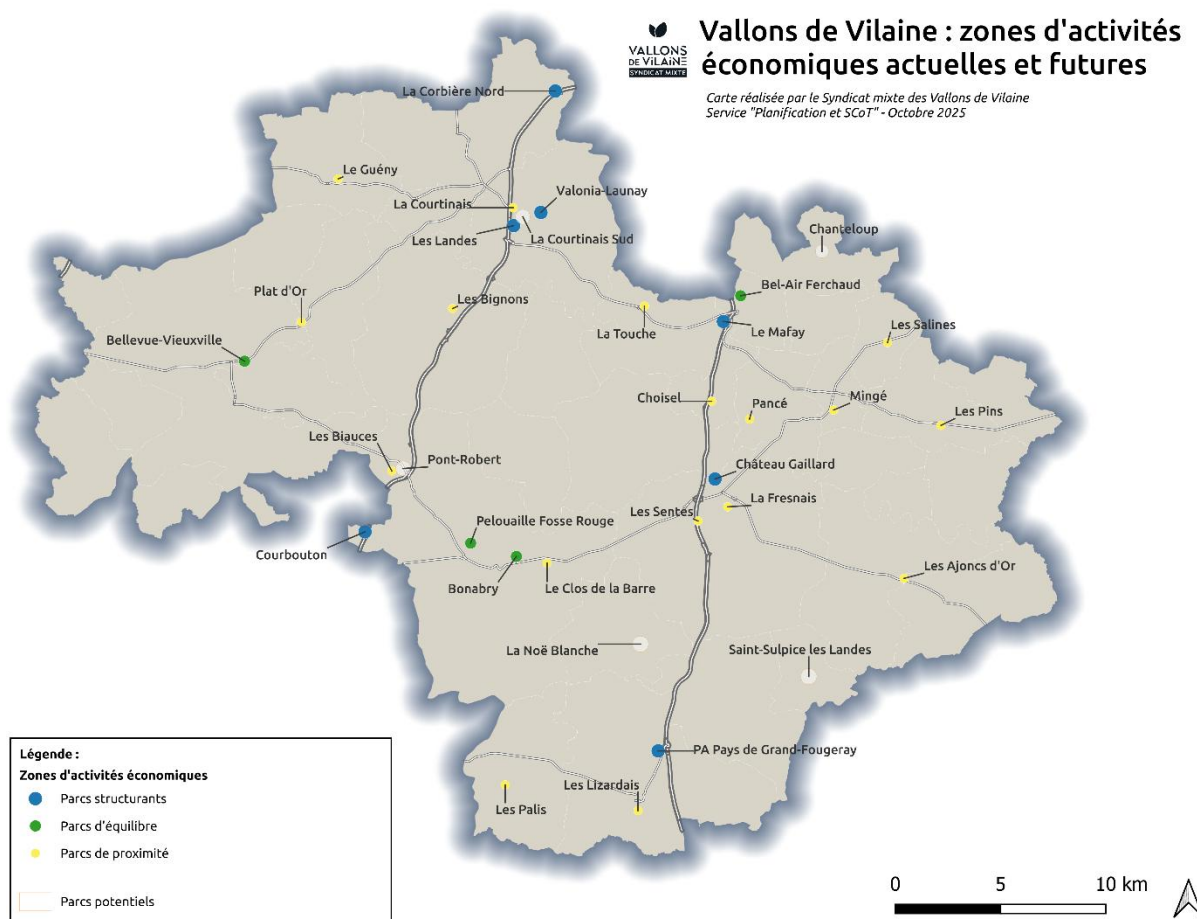 VALLONS
DE VILAINE
SYNDICAT MIXTE
Vallons de Vilaine : zones d'activités
économiques actuelles et futures
Carte réalisée par le Syndicat mixte des Vallons de Vilaine
Service "Planification et SCoT" - Octobre 2025
La Corbière Nord
Le Guény
Valonia-Launay
La Courtinais
Les Landes
La Courtinais Sud
Chanteloup
Plat d'Or
Les Bignons
Bel-Air Ferchaud
La Touche
Le Mafay
Les Salines
Bellevue-Vieuxville
Choisel
Pancé
Mingé
Les Pins
Les Biauces
Pont-Robert
Château Gaillard
La Fresnais
Pelouaille Fosse Rouge
Les Sentes
Courbouton
Bonabry
Le Clos de la Barre
Les Ajoncs d'Or
La Noë Blanche
Saint-Sulpice les Landes
PA Pays de Grand-Fougeray
Les Lizardais
Les Palis
Légende :
Zones d'activités économiques
Parcs structurants
Parcs d'équilibre
Parcs de proximité
Parcs potentiels
0 5 10 km